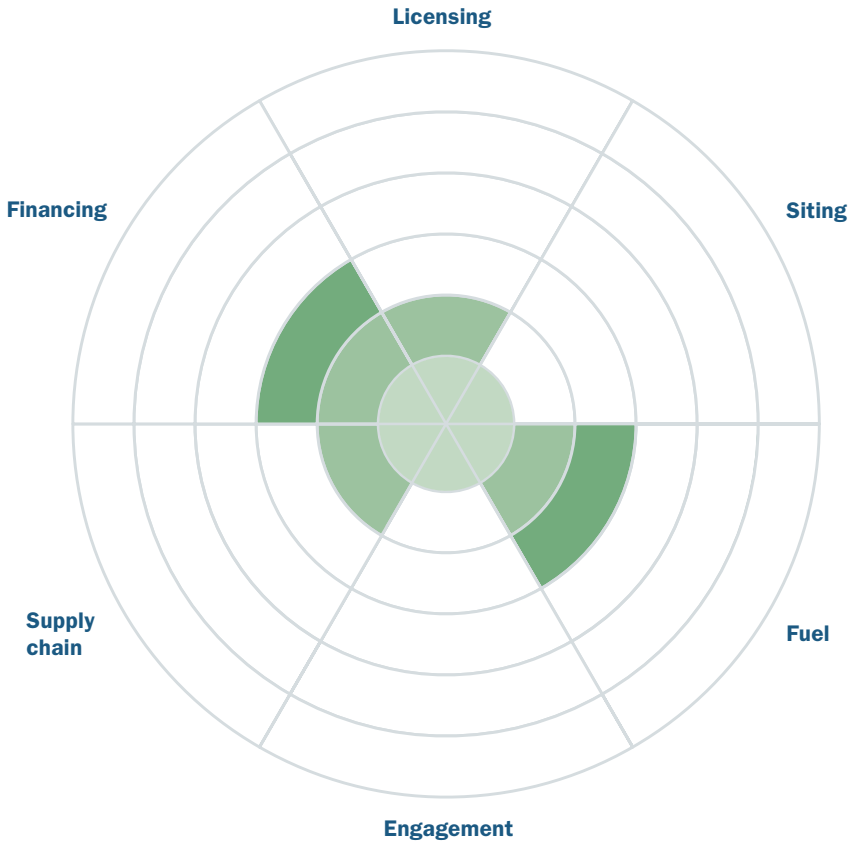 Licensing
Financing
Siting
Supply
chain
Fuel
Engagement